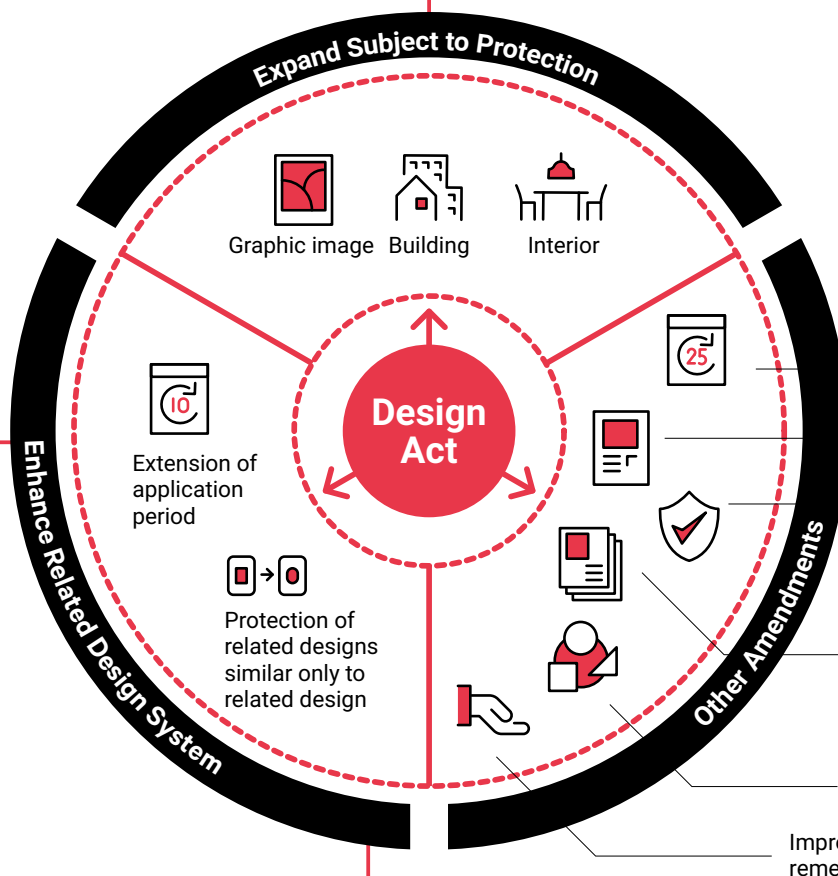 Expand Subject to Protection
Graphic image
Building
Interior
25
Design
Act
10
Extension of
application
period
Protection of
related designs
similar only to
related design
Enhance Related Design System
Other Amendments